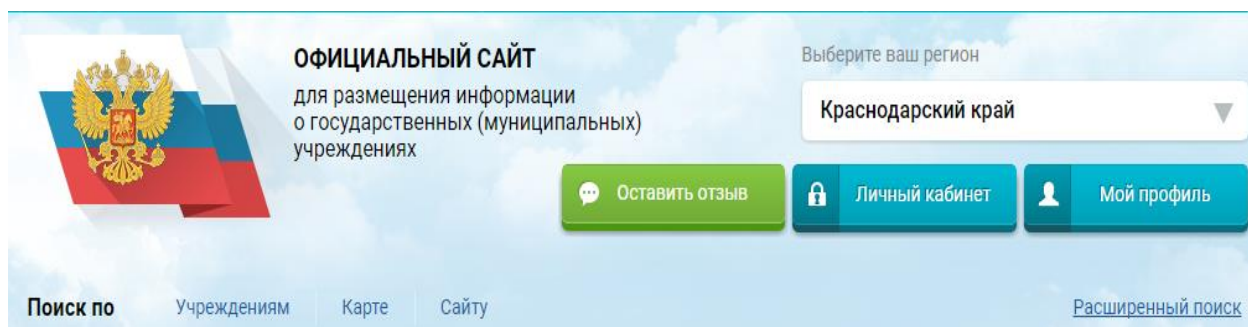 ОФИЦИАЛЬНЫЙ САЙТ
для размещения информации
о государственных (муниципальных)
учреждениях
Выберите ваш регион
Краснодарский край
Оставить отзыв
Личный кабинет
Мой профиль
Поиск по Учреждениям Карте Сайту Расширенный поиск